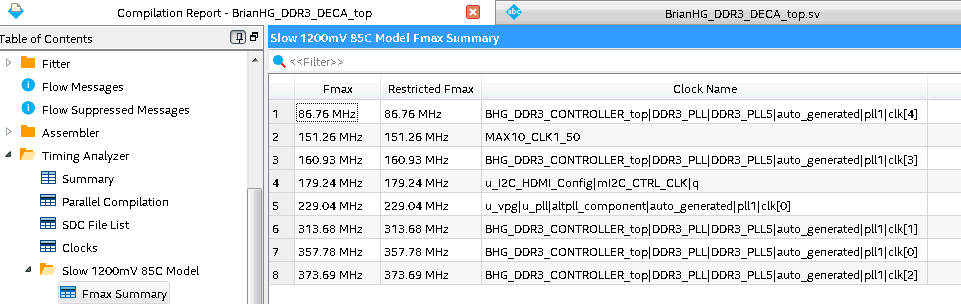 Compilation Report - BrianHG_DDR3_DECA_top
abc
BrianHG_DDR3_DECA_top.sv
Table of Contents
Fitter
Flow Messages
Flow Suppressed Messages
Assembler
Timing Analyzer
Summary
Parallel Compilation
SDC File List
Clocks
Slow 1200mV 85C Model
Fmax Summary
Slow 1200mV 85C Model Fmax Summary
<<Filter>>
Fmax Restricted Fmax Clock Name
1 86.76 MHz 86.76 MHz BHG_DDR3_CONTROLLER_top|DDR3_PLL|DDR3_PLL5|auto_generated|pll1|clk[4]
2 151.26 MHz 151.26 MHz MAX10_CLK1_50
3 160.93 MHz 160.93 MHz BHG_DDR3_CONTROLLER_top|DDR3_PLL|DDR3_PLL5|auto_generated|pll1|clk[3]
4 179.24 MHz 179.24 MHz u_I2C_HDMI_Config|mI2C_CTRL_CLK|q
5 229.04 MHz 229.04 MHz u_vpg|u_pll|altpll_component|auto_generated|pll1|clk[0]
6 313.68 MHz 313.68 MHz BHG_DDR3_CONTROLLER_top|DDR3_PLL|DDR3_PLL5|auto_generated|pll1|clk[1]
7 357.78 MHz 357.78 MHz BHG_DDR3_CONTROLLER_top|DDR3_PLL|DDR3_PLL5|auto_generated|pll1|clk[0]
8 373.69 MHz 373.69 MHz BHG_DDR3_CONTROLLER_top|DDR3_PLL|DDR3_PLL5|auto_generated|pll1|clk[2]